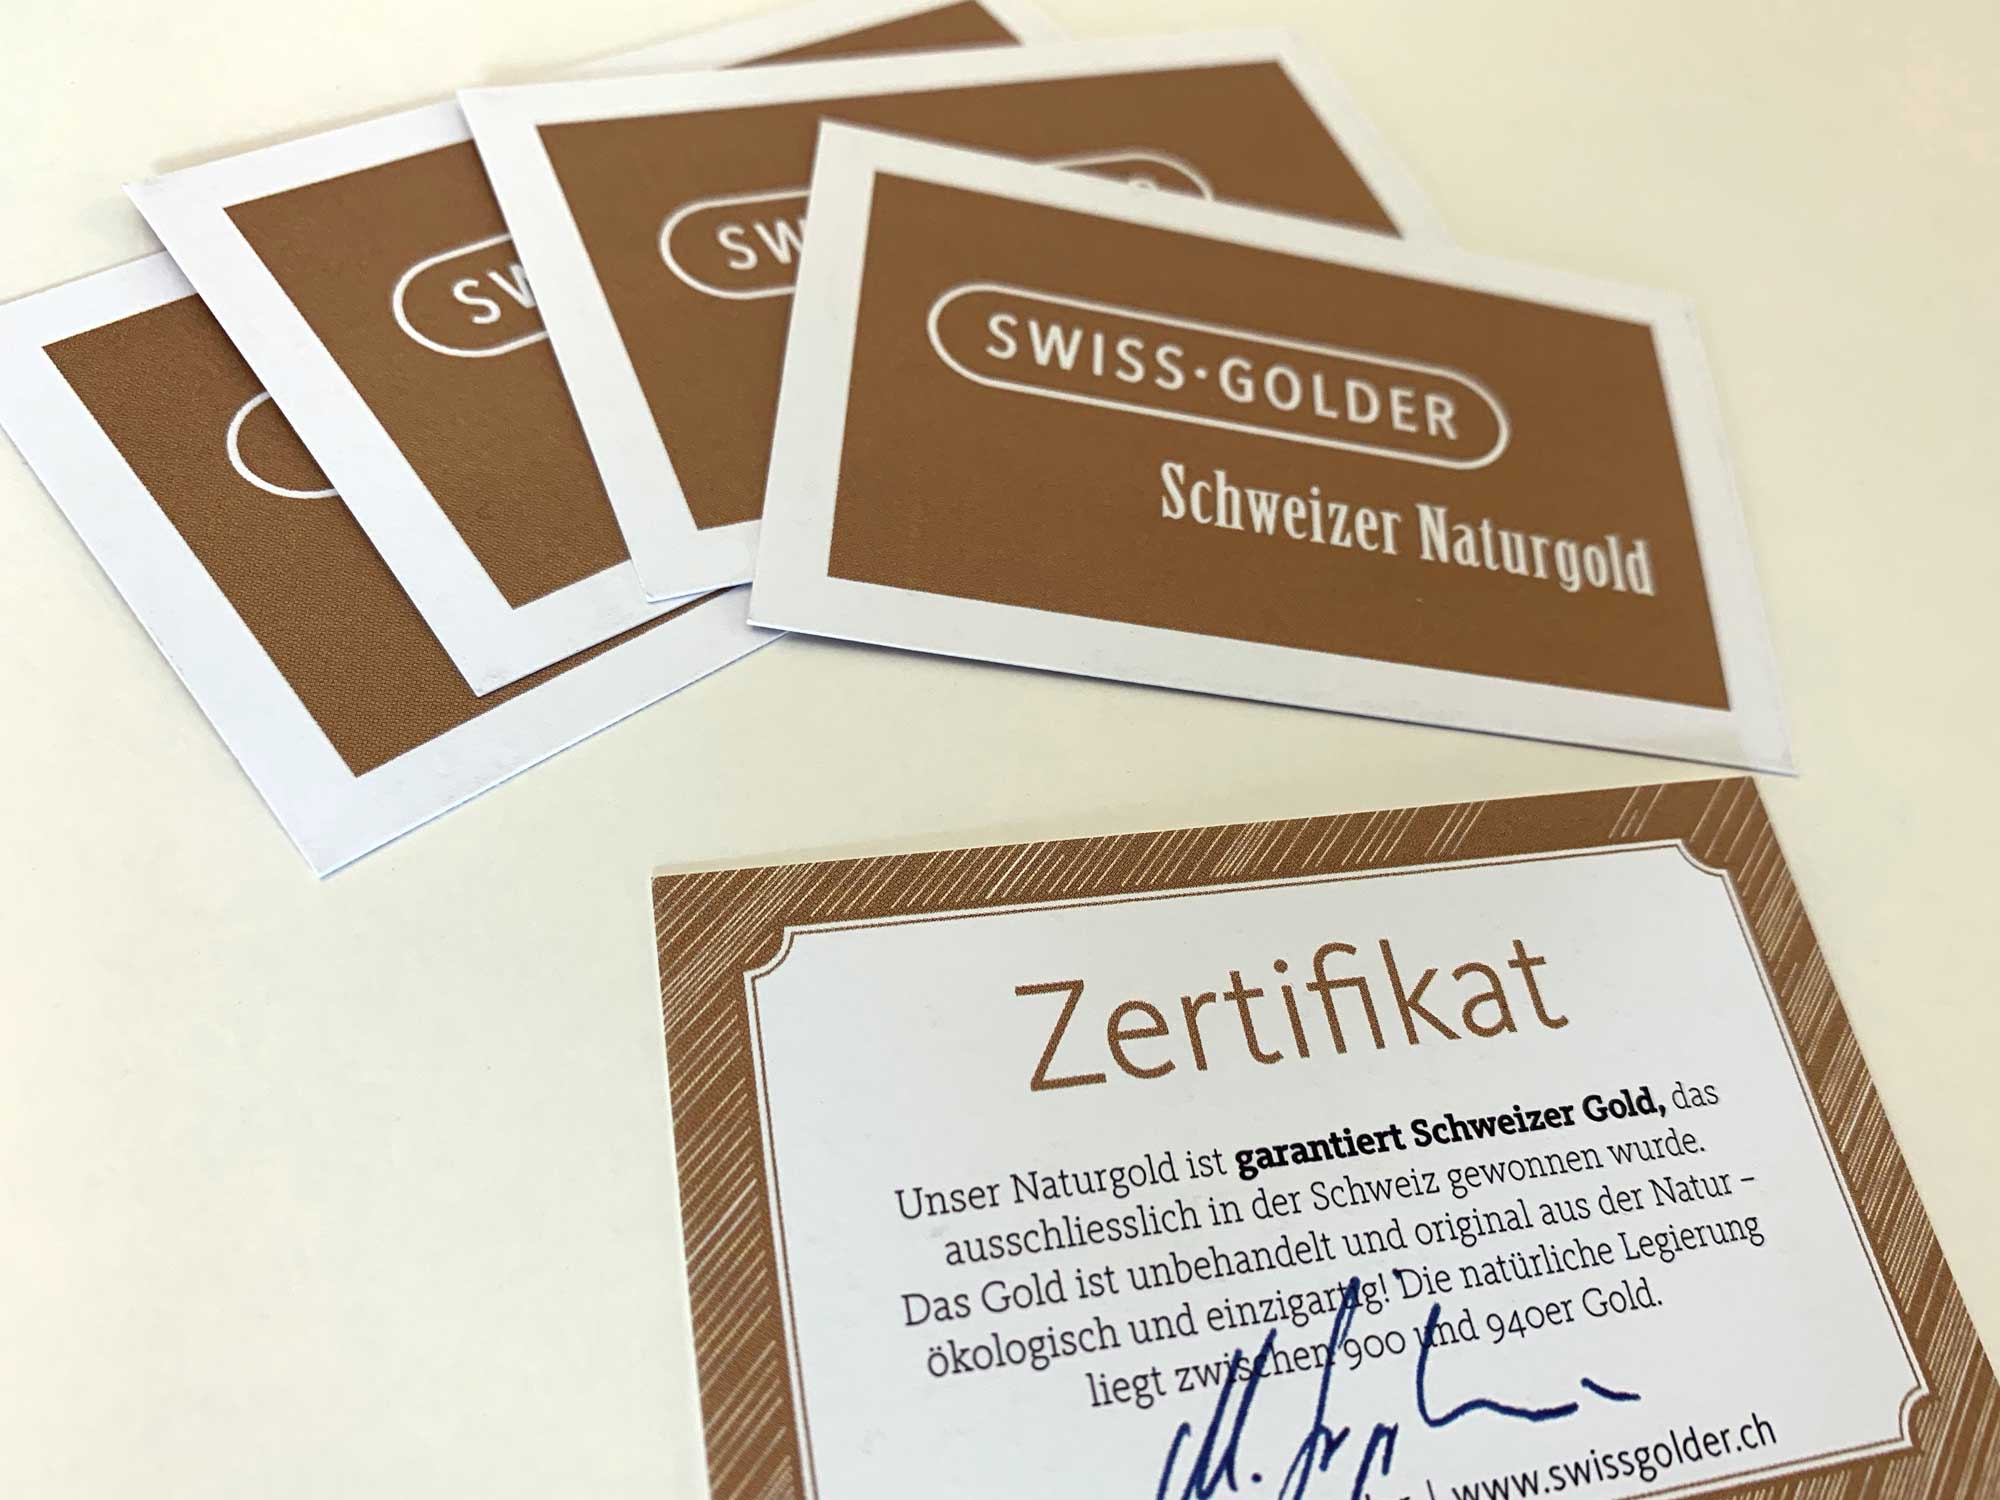 SW
SW
SWISS·GOLDER
Schweizer Naturgold
Zertifikat
Unser Naturgold ist garantiert Schweizer Gold, das
ausschliesslich in der Schweiz gewonnen wurde.
Das Gold ist unbehandelt und original aus der Natur –
ökologisch und einzigartig! Die natürliche Legierung
liegt zwischen 900 und 940er Gold.
| www.swissgolder.ch